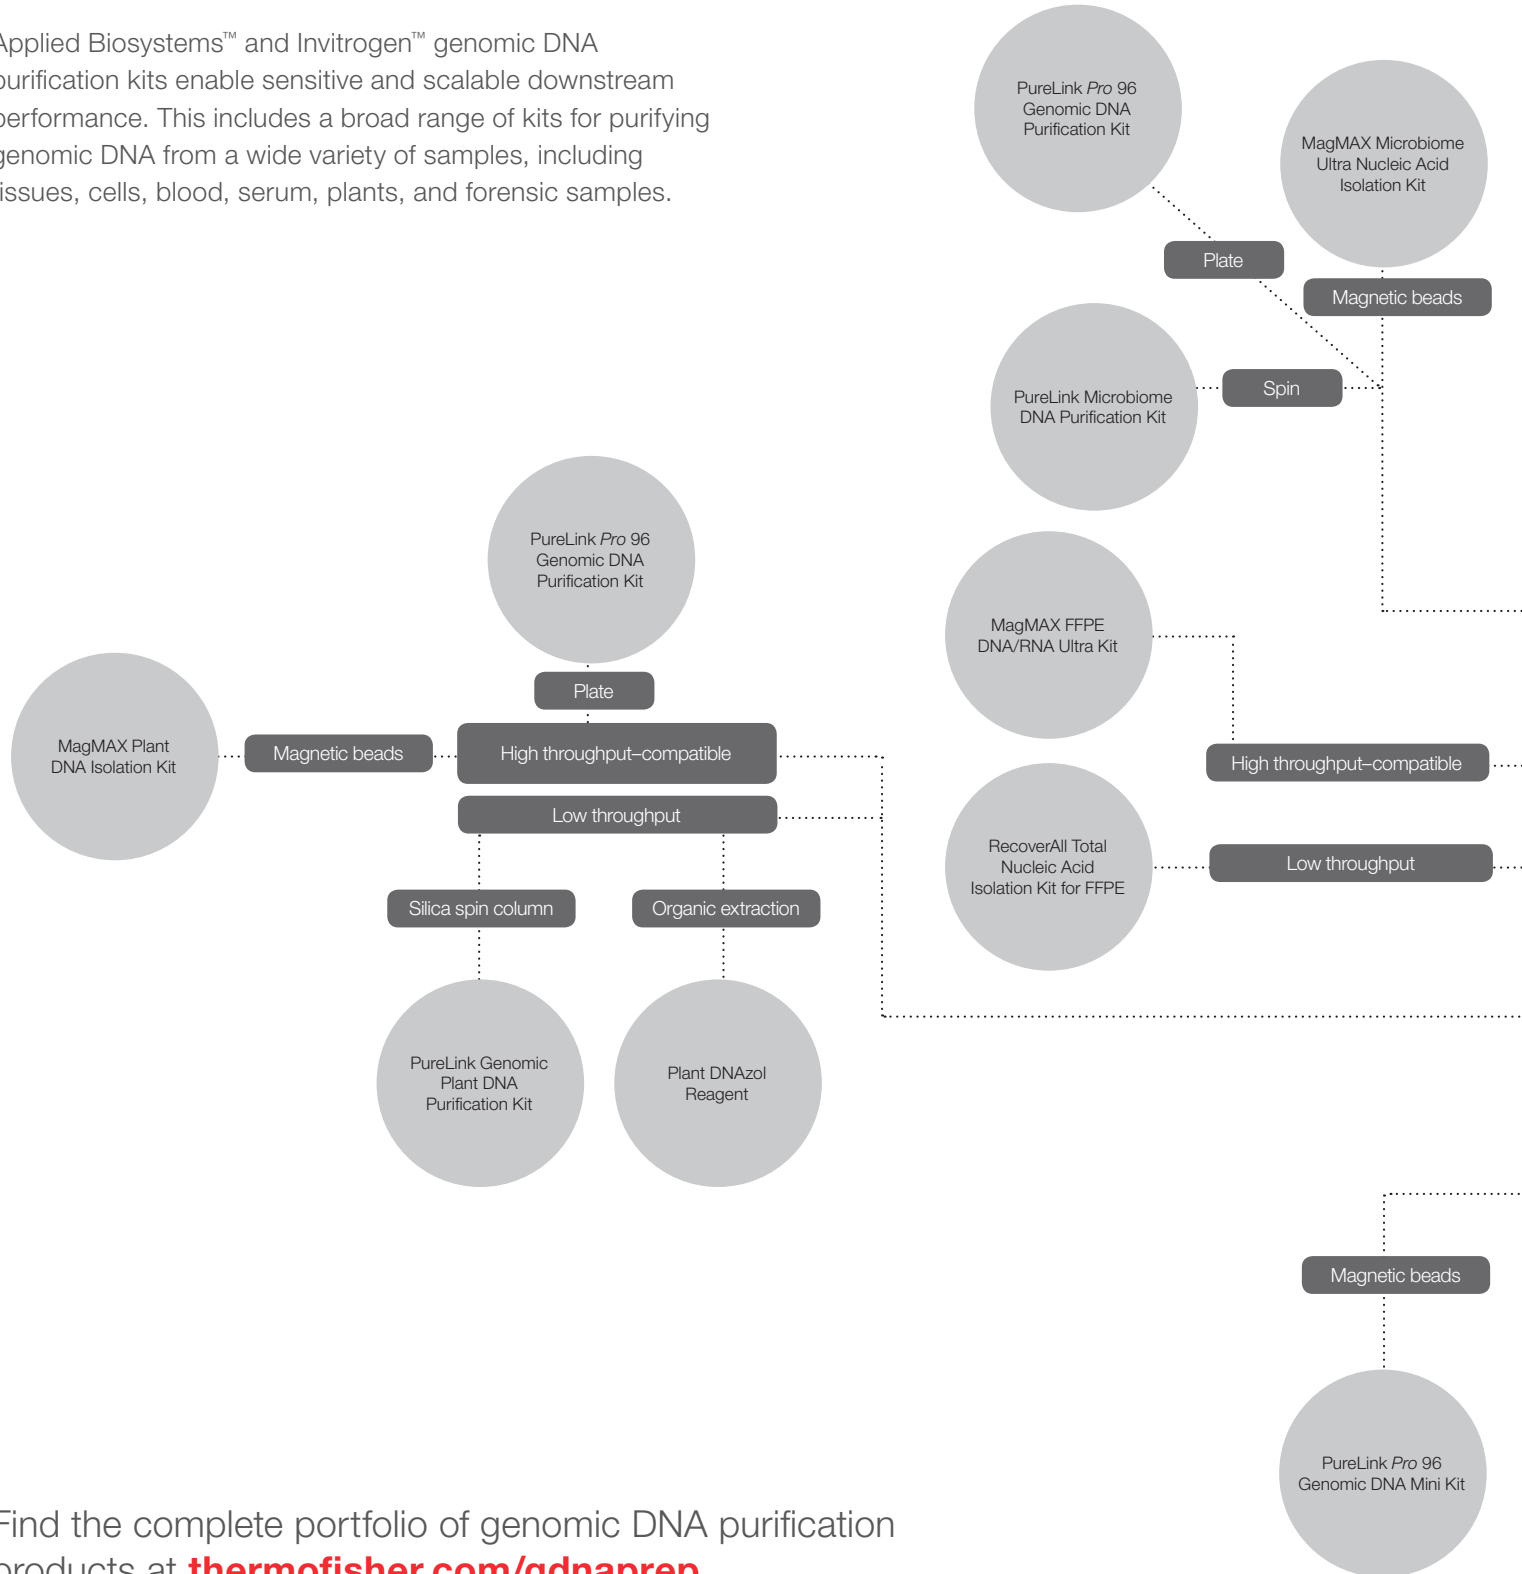 Applied Biosystems™ and Invitrogen™ genomic DNA
purification kits enable sensitive and scalable downstream
performance. This includes a broad range of kits for purifying
genomic DNA from a wide variety of samples, including
tissues, cells, blood, serum, plants, and forensic samples.
PureLink Pro 96
Genomic DNA
Purification Kit
MagMAX Microbiome
Ultra Nucleic Acid
Isolation Kit
Plate
Magnetic beads
PureLink Microbiome
DNA Purification Kit
Spin
PureLink Pro 96
Genomic DNA
Purification Kit
Plate
MagMAX Plant
DNA Isolation Kit
Magnetic beads
High throughput–compatible
Low throughput
Silica spin column
Organic extraction
PureLink Genomic
Plant DNA
Purification Kit
Plant DNAzol
Reagent
MagMAX FFPE
DNA/RNA Ultra Kit
High throughput–compatible
RecoverAll Total
Nucleic Acid
Isolation Kit for FFPE
Low throughput
Magnetic beads
PureLink Pro 96
Genomic DNA Mini Kit
Find the complete portfolio of genomic DNA purification
products at thermofisher.com/gdnaprep